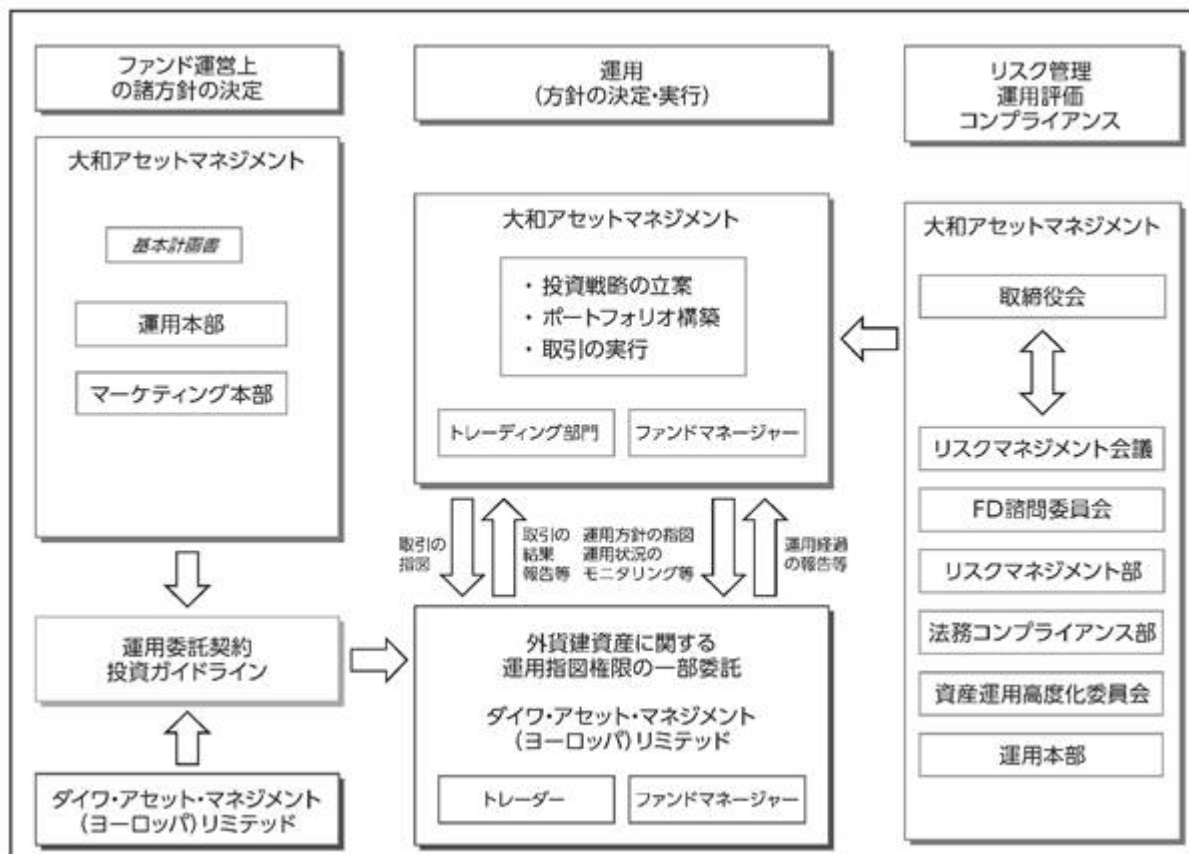 ファンド運営上
の諸方針の決定
大和アセットマネジメント
基本計画書
運用本部
マーケティング本部
運用委託契約
投資ガイドライン
ダイワ・アセット・マネジメント
(ヨーロッパ)リミテッド
運用
(方針の決定・実行)
大和アセットマネジメント
・ 投資戦略の立案
・ ポートフォリオ構築
・ 取引の実行
トレーディング部門
ファンドマネージャー
取引の
指図
取引の
結果
報告等
運用方針の指図
運用状況の
モニタリング等
運用経過
の報告等
外貨建資産に関する
運用指図権限の一部委託
ダイワ・アセット・マネジメント
(ヨーロッパ)リミテッド
トレーダー
ファンドマネージャー
リスク管理
運用評価
コンプライアンス
大和アセットマネジメント
取締役会
リスクマネジメント会議
FD諮問委員会
リスクマネジメント部
法務コンプライアンス部
資産運用高度化委員会
運用本部